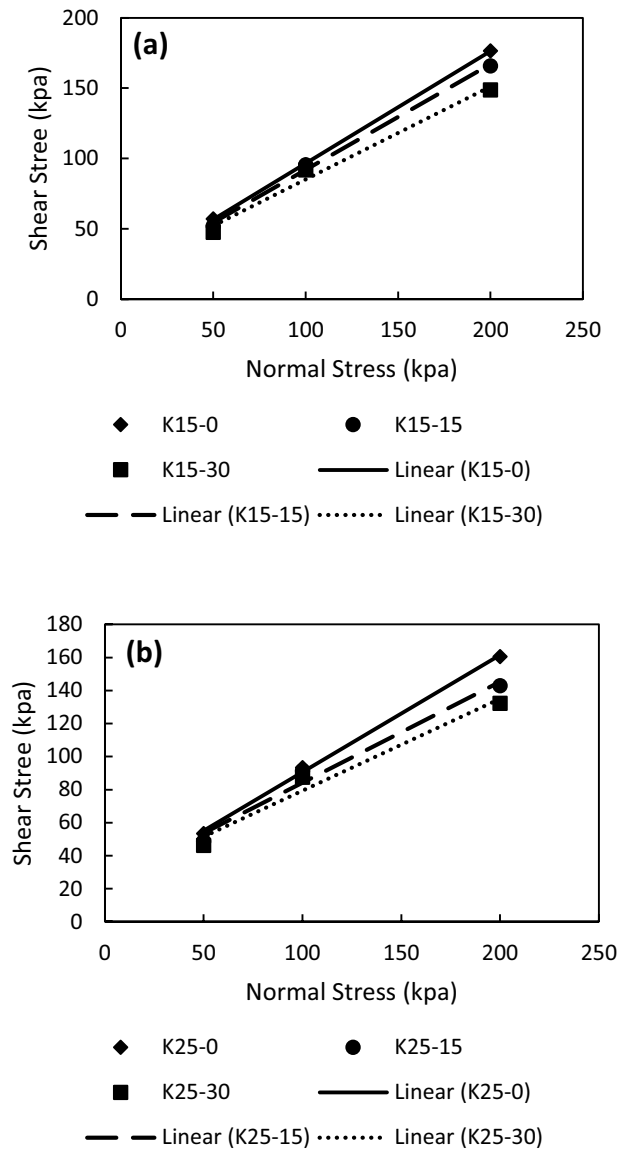 (a)
200
150
100
50
0
Shear Stree (kpa)
0 50 100 150 200 250
Normal Stress (kpa)
K15-0 K15-15
K15-30 Linear (K15-0)
Linear (K15-15) Linear (K15-30)
(b)
180
160
140
120
100
80
60
40
20
0
Shear Stree (kpa)
0 50 100 150 200 250
Normal Stress (kpa)
K25-0 K25-15
K25-30 Linear (K25-0)
Linear (K25-15) Linear (K25-30)